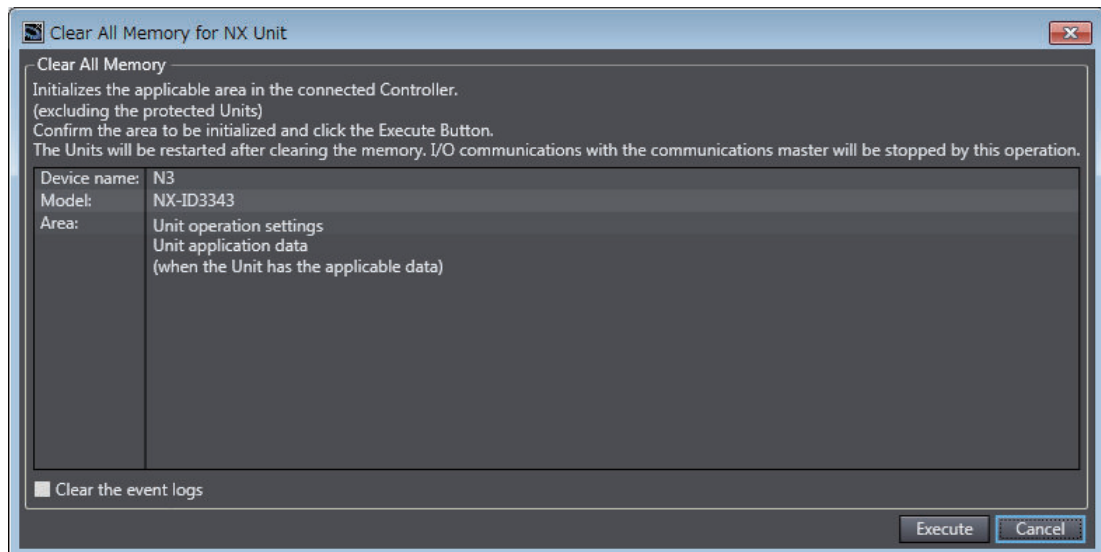 Clear All Memory for NX Unit
Clear All Memory
Initializes the applicable area in the connected Controller.
(excluding the protected Units)
Confirm the area to be initialized and click the Execute Button.
The Units will be restarted after clearing the memory. I/O communications with the communications master will be stopped by this operation.
Device name: N3
Model: NX-ID3343
Area: Unit operation settings
Unit application data
(when the Unit has the applicable data)
Clear the event logs
Execute Cancel